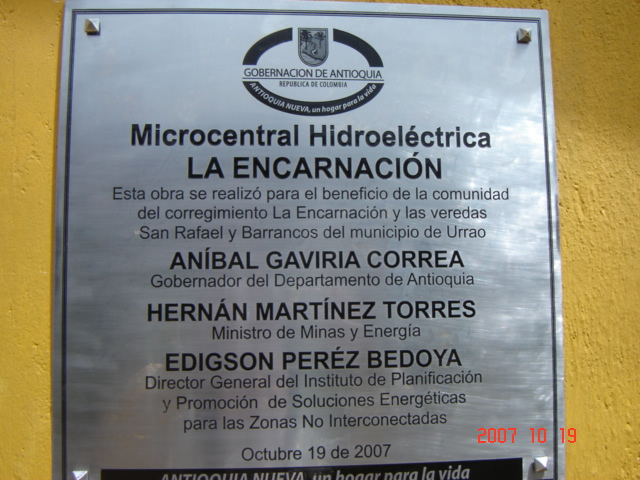 GOBERNACION DE ANTIOQUIA
REPUBLICA DE COLOMBIA
ANTIOQUIA NUEVA, un hogar para la vida
Microcentral Hidroeléctrica
LA ENCARNACIÓN
Esta obra se realizó para el beneficio de la comunidad
del corregimiento La Encarnación y las veredas
San Rafael y Barrancos del municipio de Urrao
ANÍBAL GAVIRIA CORREA
Gobernador del Departamento de Antioquia
HERNÁN MARTÍNEZ TORRES
Ministro de Minas y Energía
EDIGSON PERÉZ BEDOYA
Director General del Instituto de Planificación
y Promoción de Soluciones Energéticas
para las Zonas No Interconectadas
Octubre 19 de 2007
2007 10 19
ANTIOQUIA NUEVA, un hogar para la vida